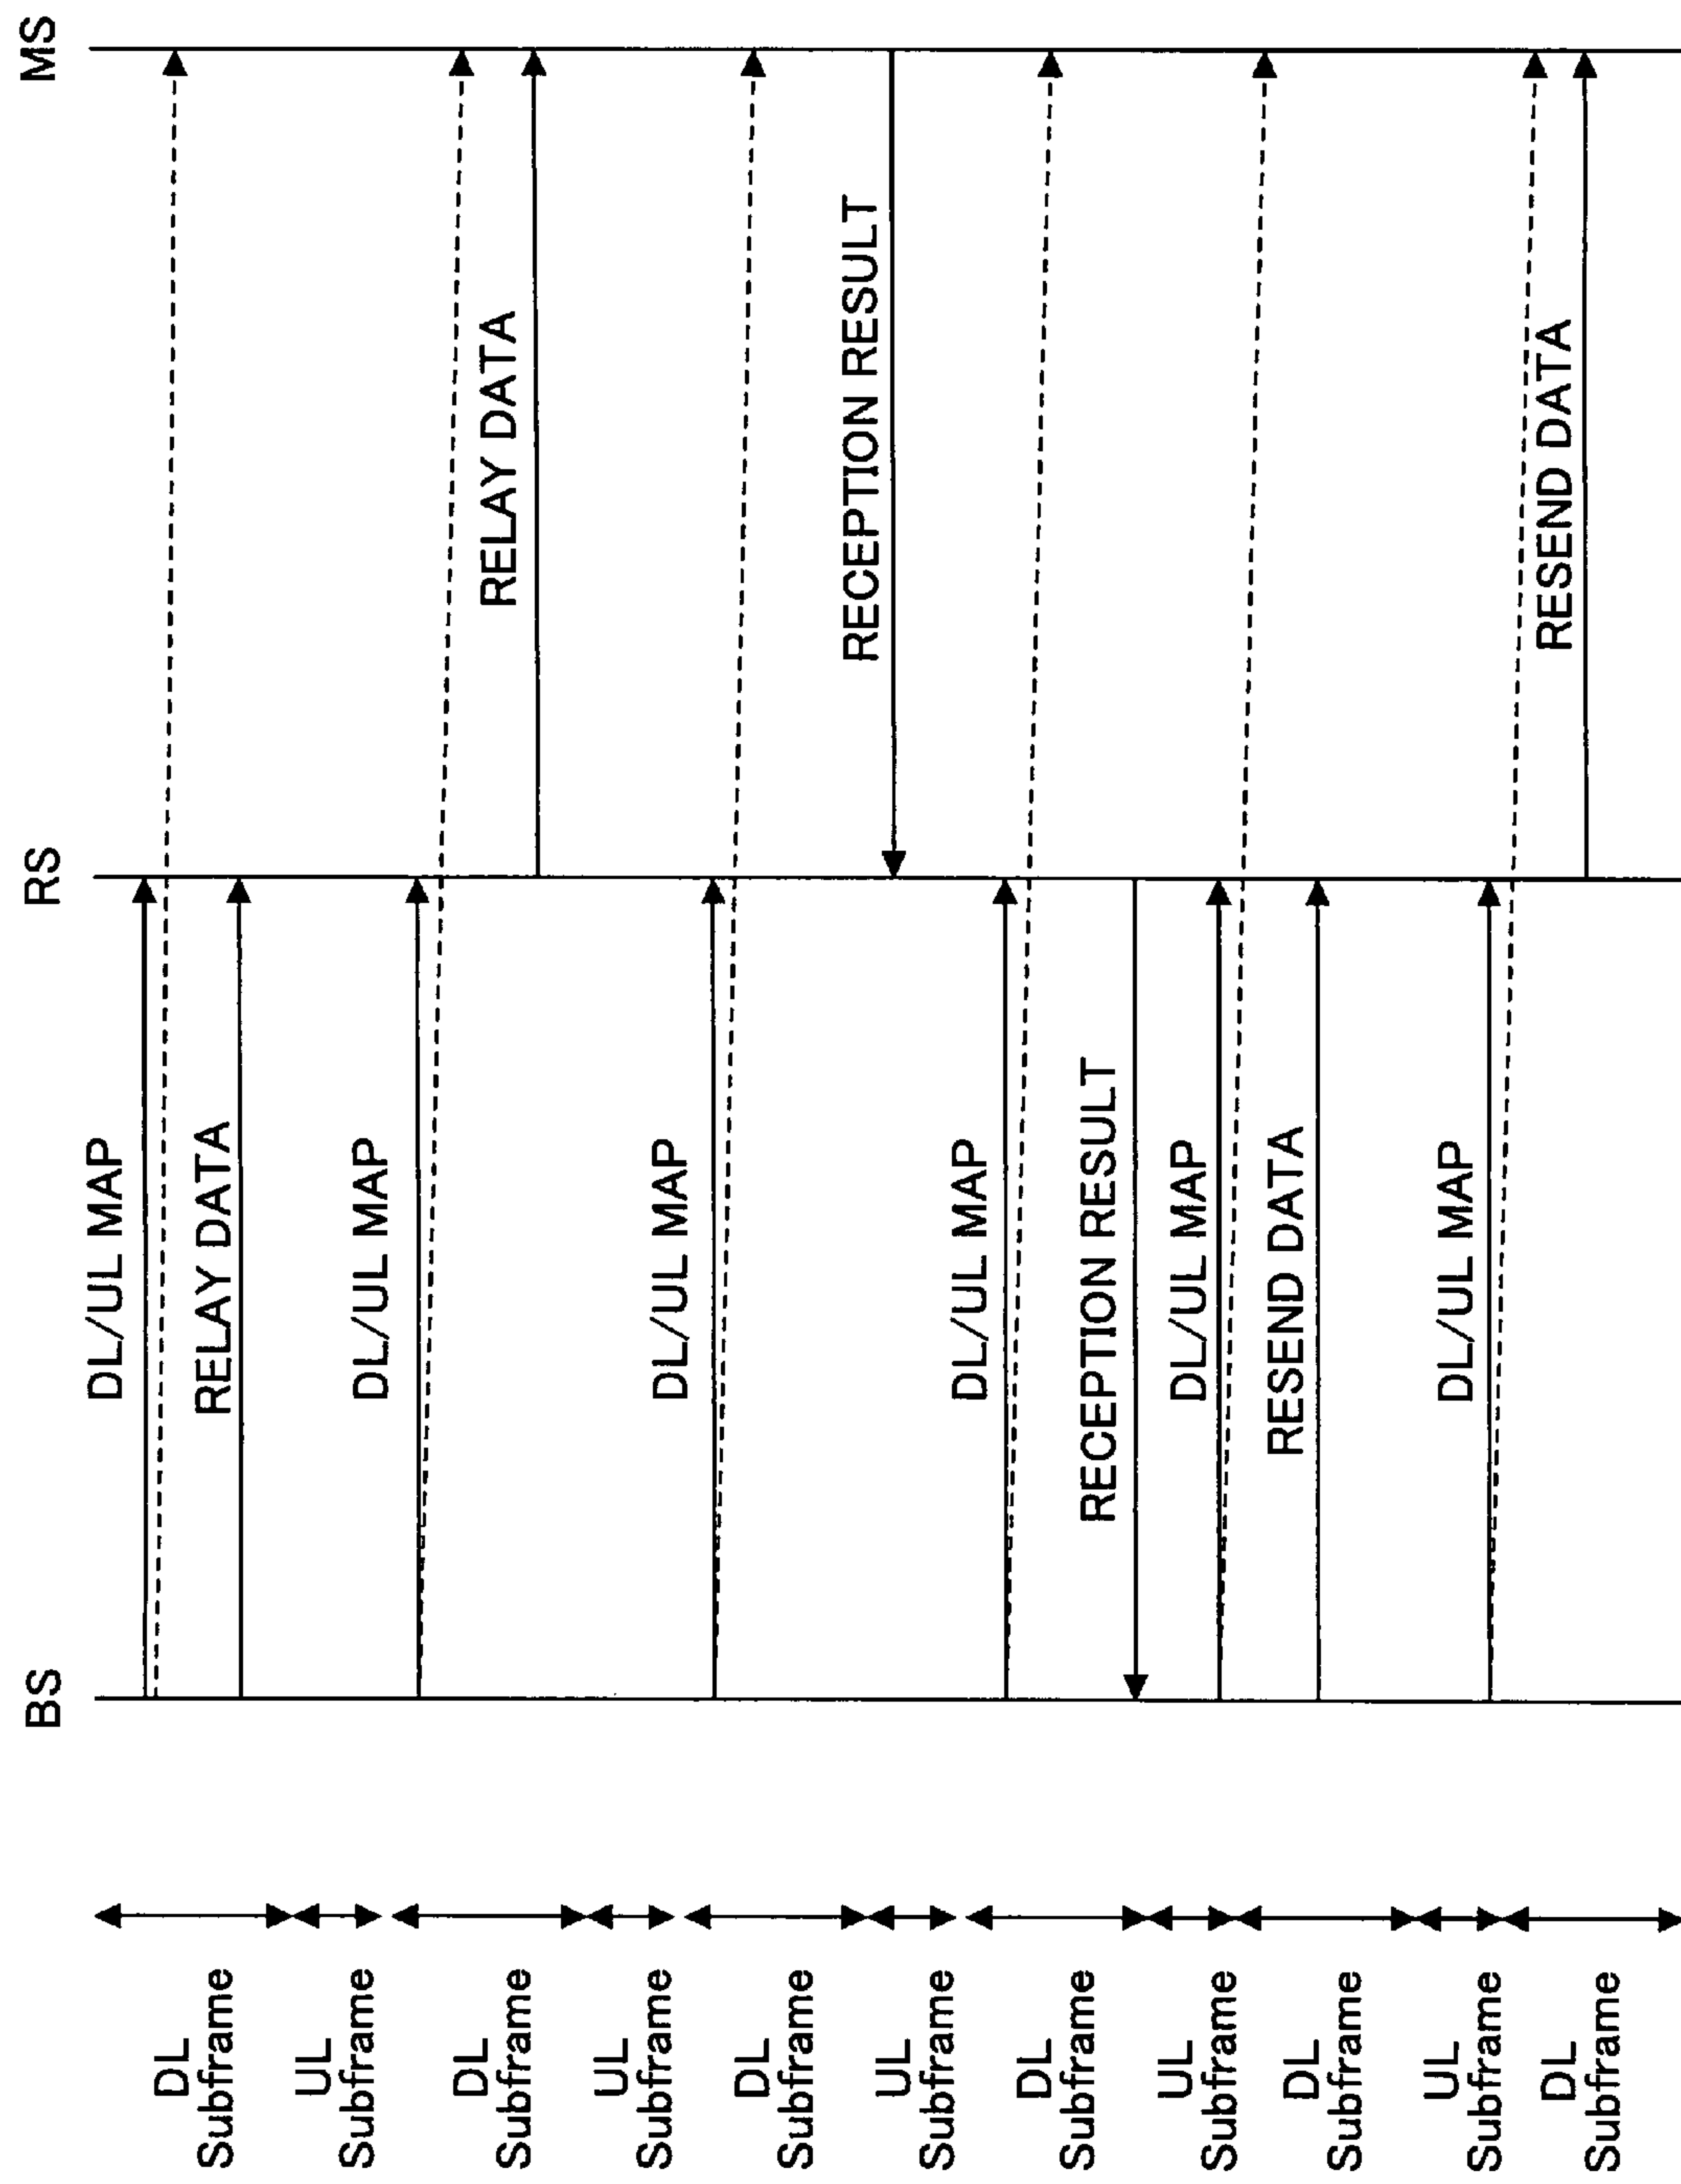 BS
RS
MS
DL
Subframe
DL/UL MAP
RELAY DATA
UL
Subframe
DL
Subframe
DL/UL MAP
RELAY DATA
UL
Subframe
DL
Subframe
DL/UL MAP
UL
Subframe
RECEPTION RESULT
DL
Subframe
DL/UL MAP
RECEPTION RESULT
UL
Subframe
DL/UL MAP
DL
Subframe
RESEND DATA
UL
Subframe
DL/UL MAP
DL
Subframe
RESEND DATA